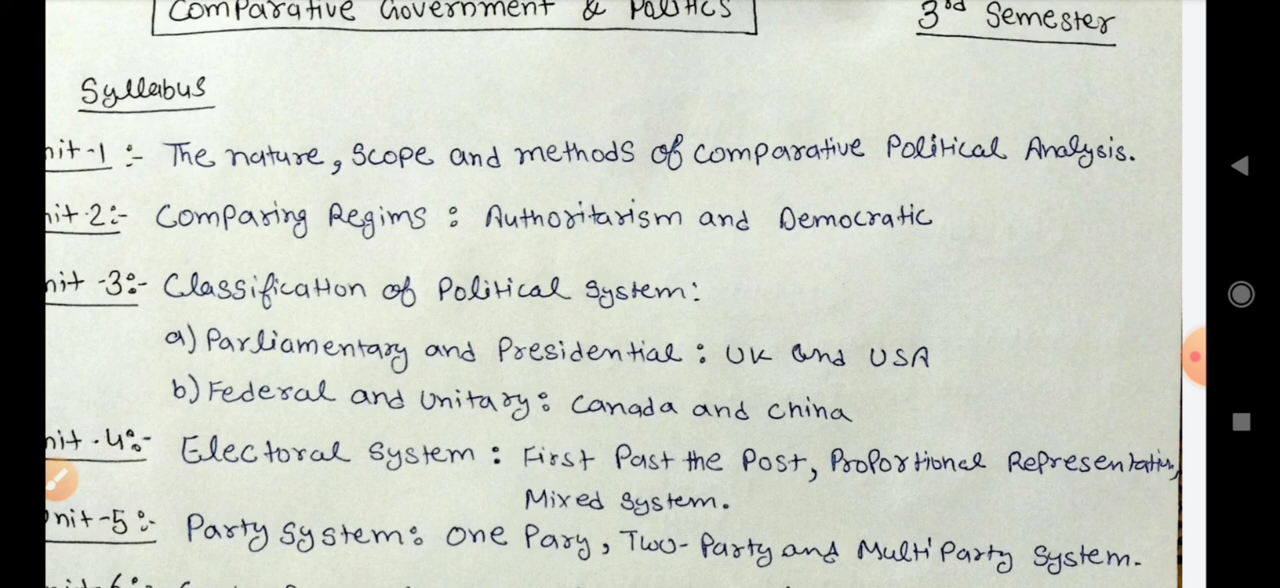 Comparative Government & Politics
3rd Semester
Syllabus
nit-1 :- The nature, Scope and methods of comparative Political Analysis.
nit-2:- Comparing Regims : Authoritarism and Democratic
nit-3:- Classification of Political System:
a) Parliamentary and Presidential : UK and USA
b) Federal and Unitary: Canada and China
nit-4:- Electoral System : First Past the Post, Proportional Representation,
Mixed System.
Unit-5:- Party System: One Pary, Two-Party and Multi Party System.